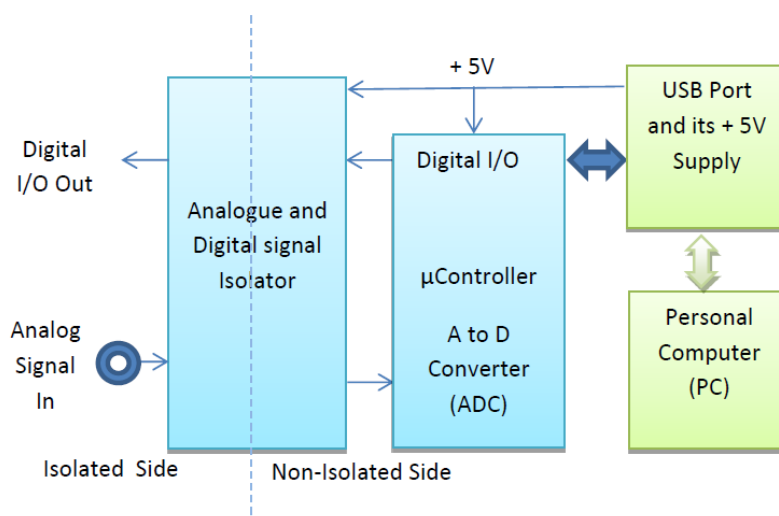 + 5V
USB Port
and its + 5V
Supply
Digital
I/O Out
Digital I/O
Analogue and
Digital signal
Isolator
µController
A to D
Converter
(ADC)
Analog
Signal
In
Personal
Computer
(PC)
Isolated Side
Non-Isolated Side